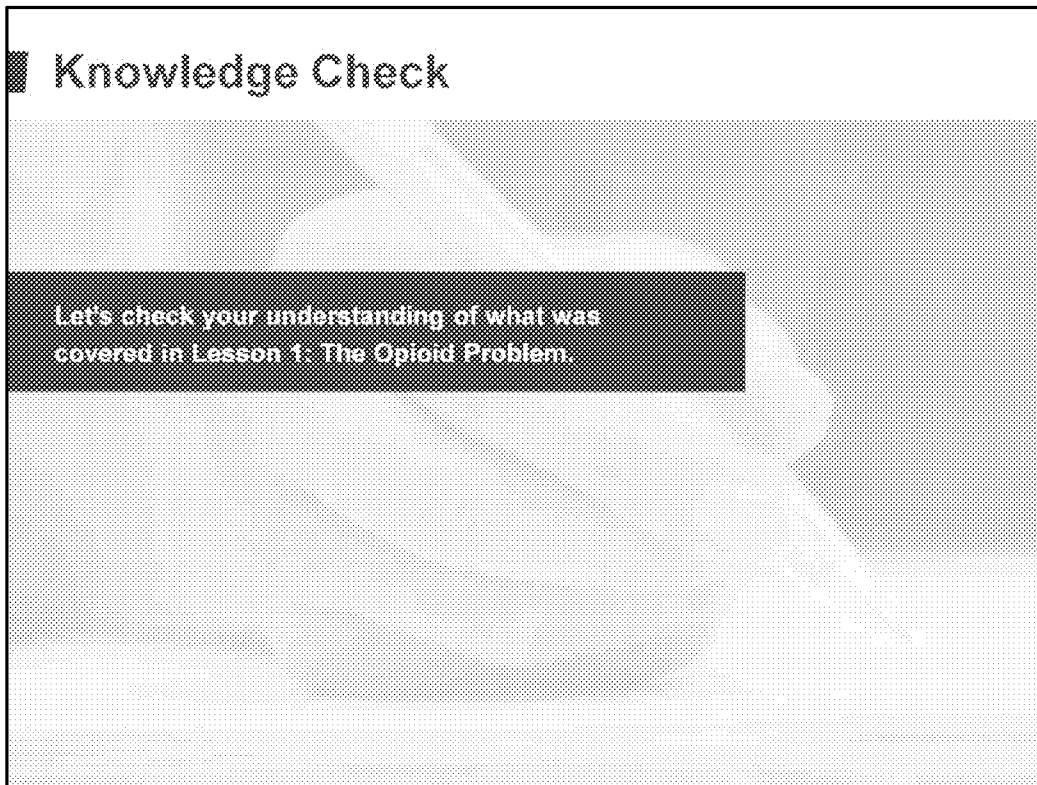 Knowledge Check
Let's check your understanding of what was
covered in Lesson 1: The Opioid Problem.